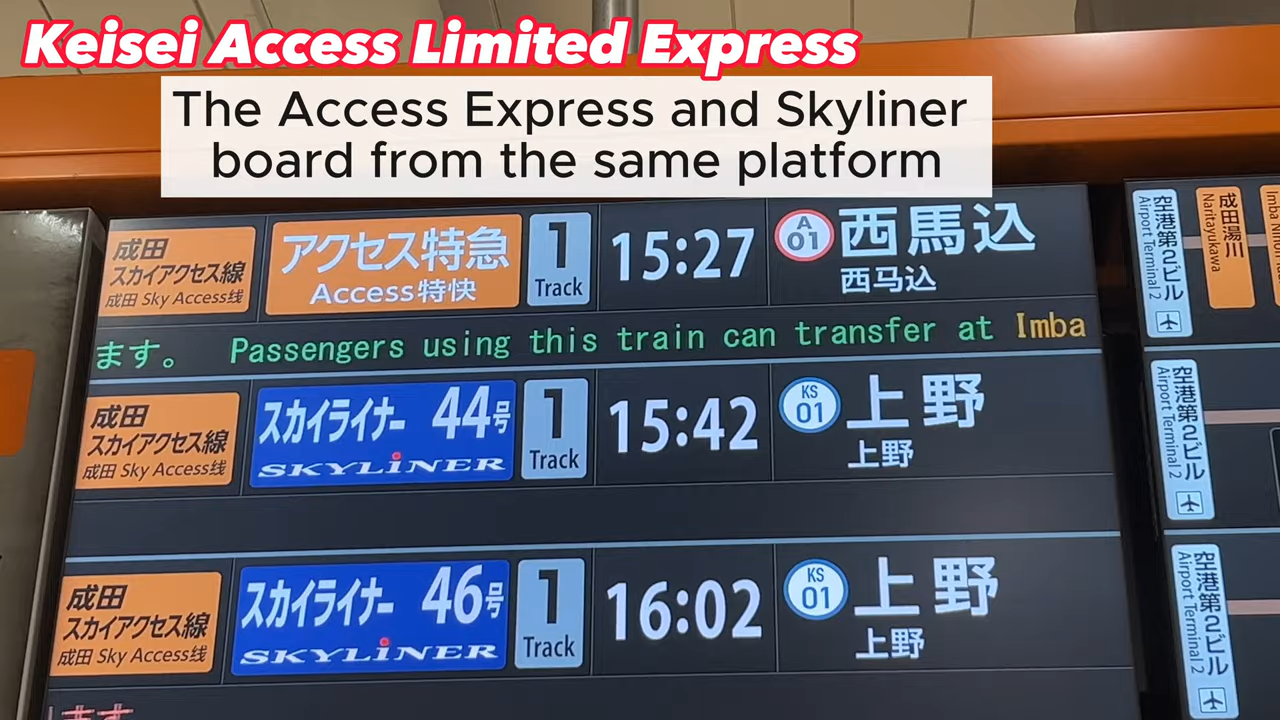 Keisei Access Limited Express
The Access Express and Skyliner
board from the same platform
成田
スカイアクセス線
成田 Sky Access线
アクセス特急
Access特快
1
Track
15:27
A
01
西馬込
西马込
ます。 Passengers using this train can transfer at Imba
成田
スカイアクセス線
成田 Sky Access线
スカイライナー 44号
SKYLINER
1
Track
15:42
KS
01
上野
上野
成田
スカイアクセス線
成田 Sky Access线
スカイライナー 46号
SKYLINER
1
Track
16:02
KS
01
上野
上野
ます
空港第2ビル
Airport Terminal 2
成田湯川
Naritayukawa
空港第2ビル
Airport Terminal 2
空港第2ビル
Airport Terminal 2